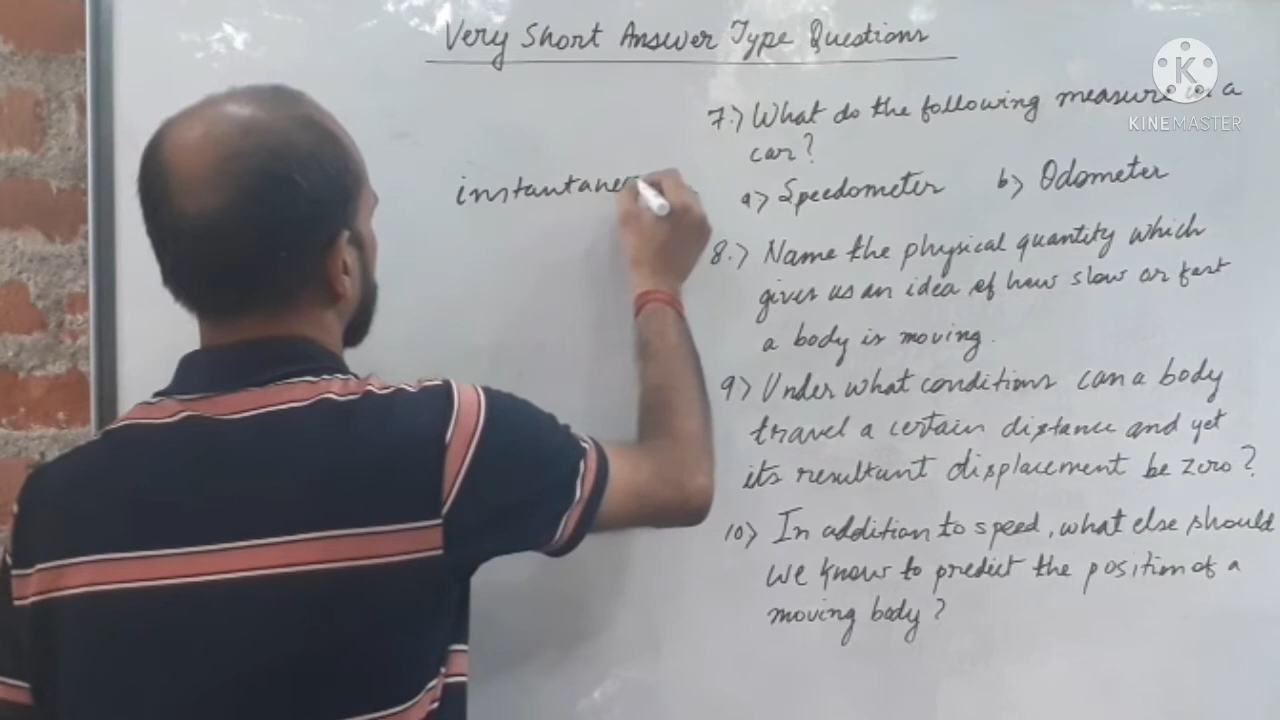 Very Short Answer Type Questions
7.) What do the following measure in a
car?
a) Speedometer b) Odometer
instantane
8.) Name the physical quantity which
gives us an idea of how slow or fast
a body is moving.
9) Under what conditions can a body
travel a certain distance and yet
its resultant displacement be zero?
10) In addition to speed, what else should
we know to predict the position of a
moving body?
K
KINEMASTER